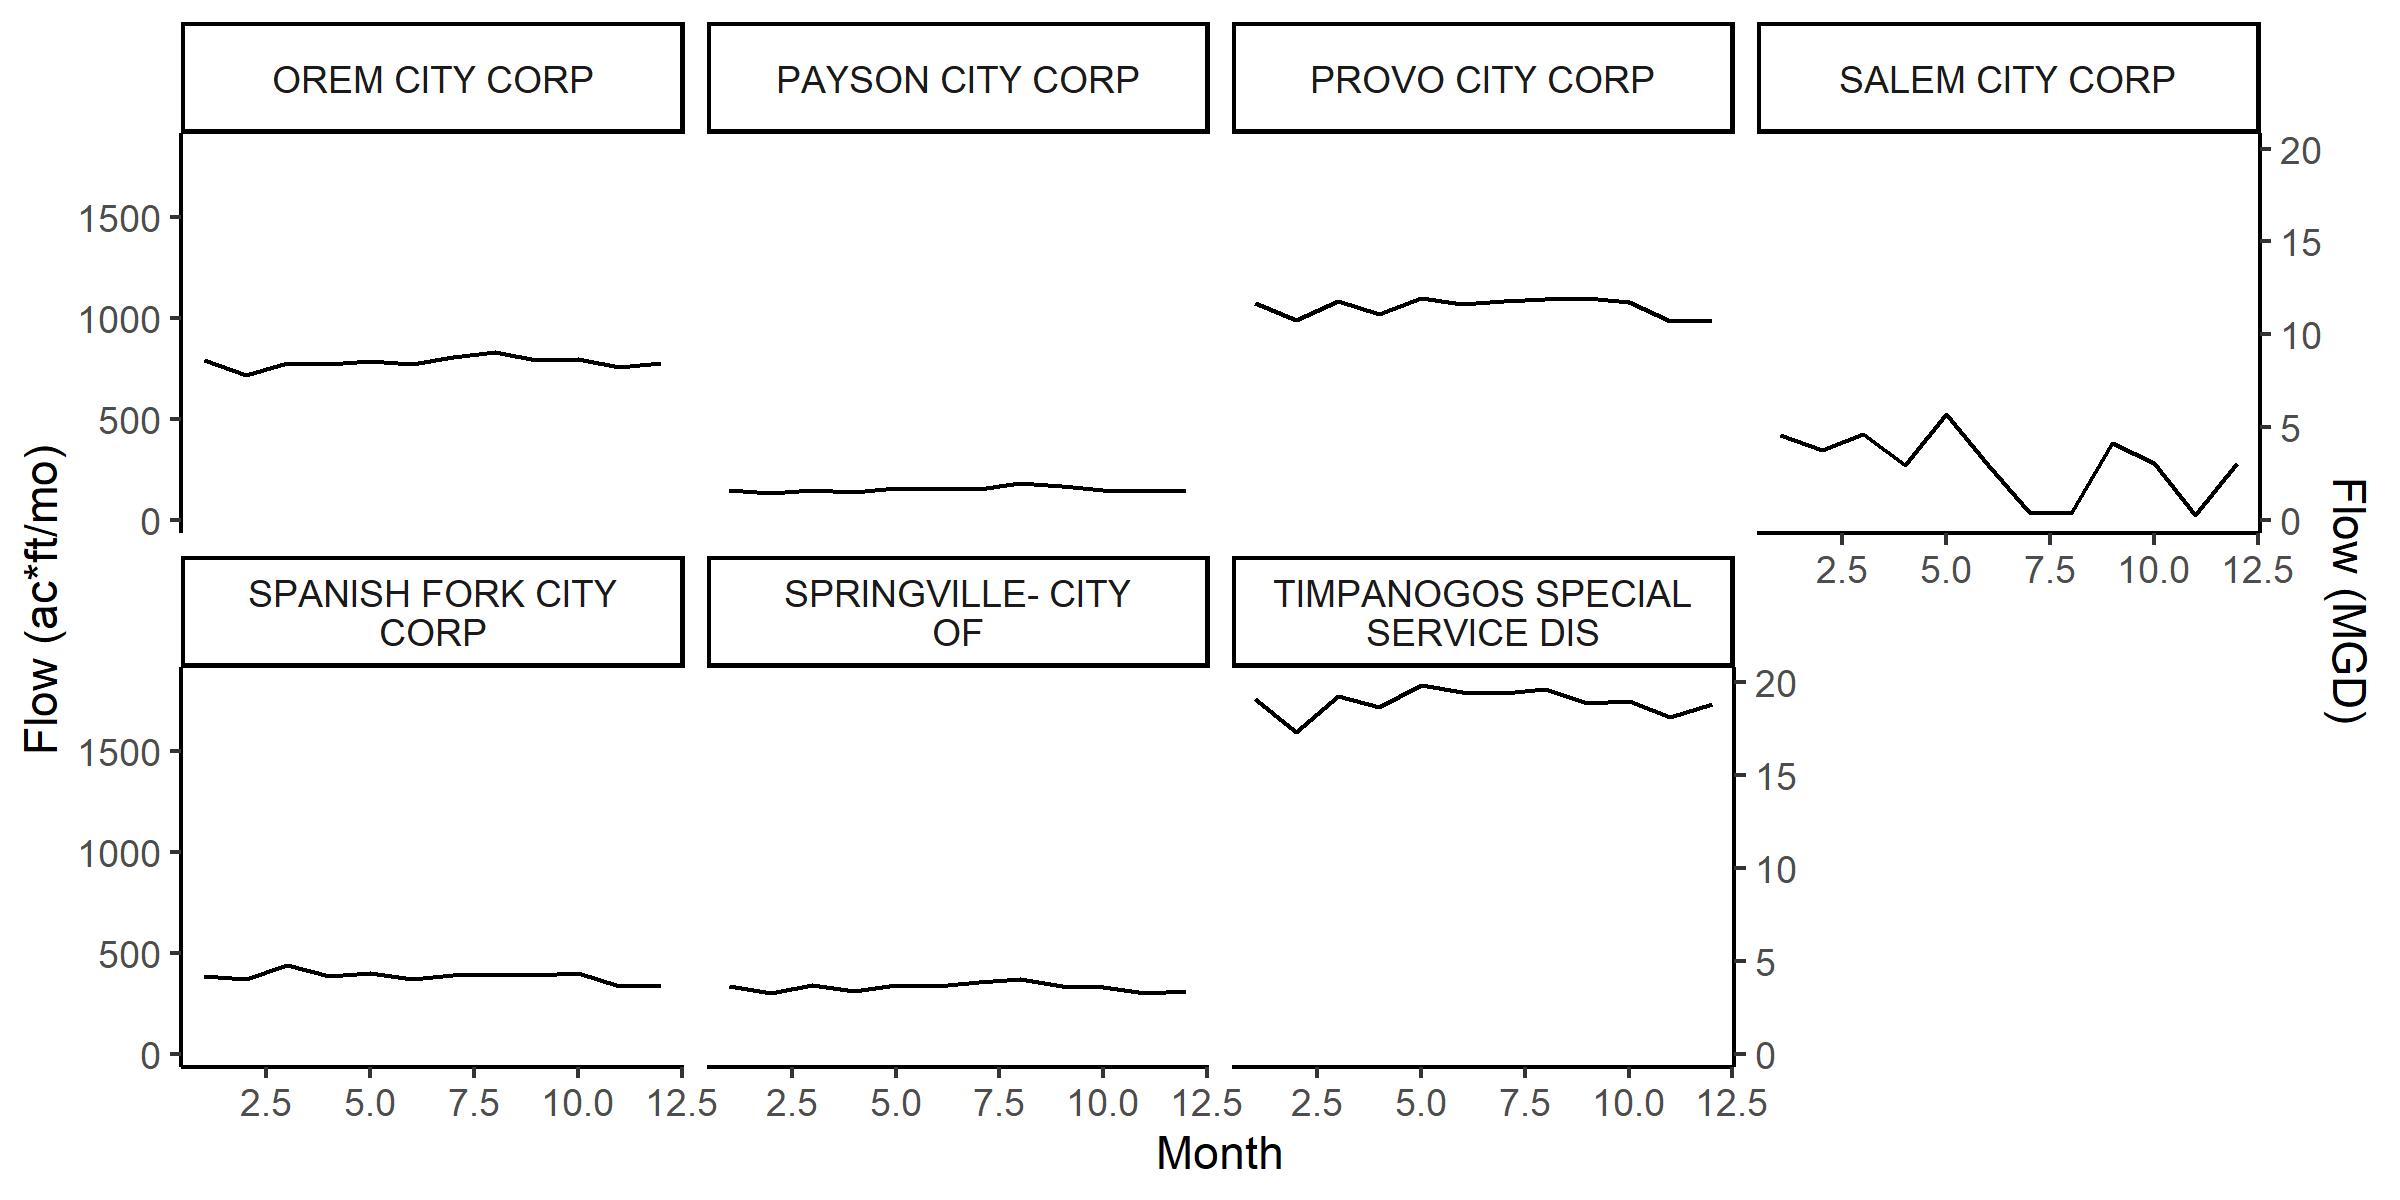 OREM CITY CORP
PAYSON CITY CORP
PROVO CITY CORP
SALEM CITY CORP
1500
1000
500
0
20
15
10
5
0
2.5 5.0 7.5 10.0 12.5
SPANISH FORK CITY
CORP
SPRINGVILLE- CITY
OF
TIMPANOGOS SPECIAL
SERVICE DIS
1500
1000
500
0
20
15
10
5
0
2.5 5.0 7.5 10.0 12.5
2.5 5.0 7.5 10.0 12.5
2.5 5.0 7.5 10.0 12.5
Month
Flow (ac*ft/mo)
Flow (MGD)